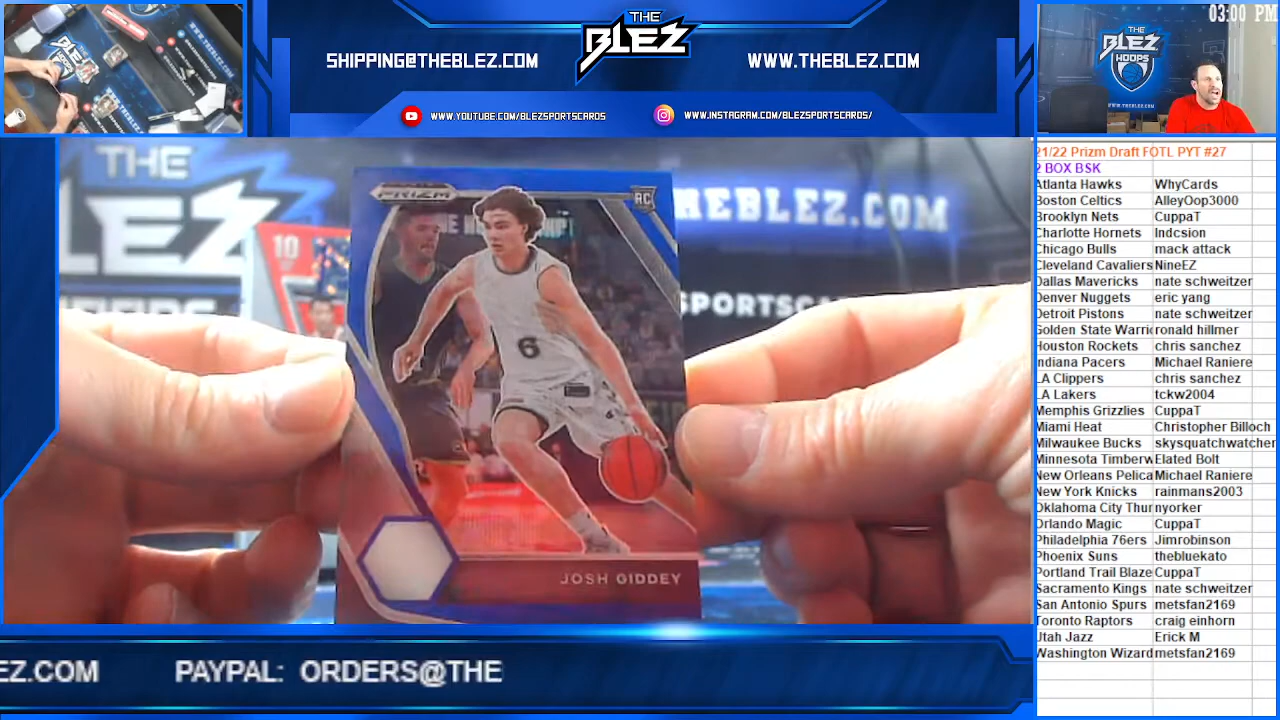 SHIPPING@THEBLEZ.COM
THE
BLEZ
WWW.THEBLEZ.COM
WWW.YOUTUBE.COM/BLEZSPORTSCARDS
WWW.INSTAGRAM.COM/BLEZSPORTSCARDS/
03:00 PM
THE
BLEZ
HOOPS
THE
BLEZ
PRIZM
RC
HEBLEZ.COM
SPORTSCA
10
6
JOSH GIDDEY
21/22 Prizm Draft FOTL PYT #27
2 BOX BSK
Atlanta Hawks WhyCards
Boston Celtics AlleyOop3000
Brooklyn Nets CuppaT
Charlotte Hornets Indcsion
Chicago Bulls mack attack
Cleveland Cavaliers NineEZ
Dallas Mavericks nate schweitzer
Denver Nuggets eric yang
Detroit Pistons nate schweitzer
Golden State Warric ronald hillmer
Houston Rockets chris sanchez
Indiana Pacers Michael Raniere
LA Clippers chris sanchez
LA Lakers tckw2004
Memphis Grizzlies CuppaT
Miami Heat Christopher Billoch
Milwaukee Bucks skysquatchwatcher
Minnesota Timberw Elated Bolt
New Orleans Pelica Michael Raniere
New York Knicks rainmans2003
Oklahoma City Thur nyorker
Orlando Magic CuppaT
Philadelphia 76ers Jimrobinson
Phoenix Suns thebluekato
Portland Trail Blaze CuppaT
Sacramento Kings nate schweitzer
San Antonio Spurs metsfan2169
Toronto Raptors craig einhorn
Utah Jazz Erick M
Washington Wizard metsfan2169
EZ.COM PAYPAL: ORDERS@THE